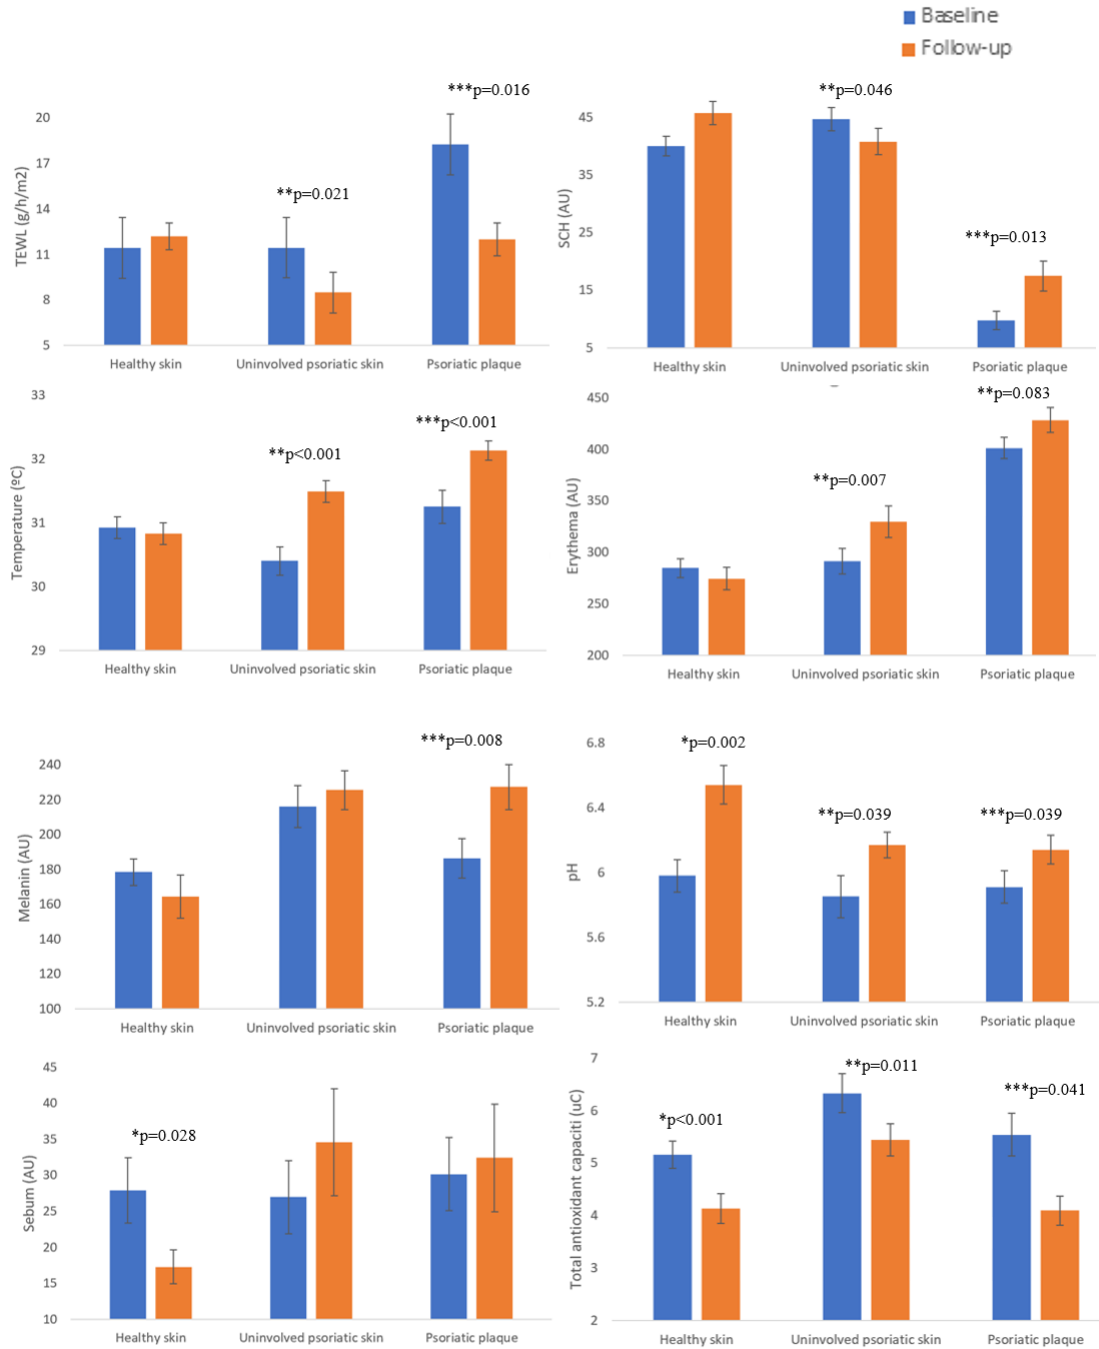 Baseline
Follow-up
***p=0.016
**p=0.021
TEWL (g/h/m2)
20
17
14
11
8
5
Healthy skin
Uninvolved psoriatic skin
Psoriatic plaque
**p=0.046
***p=0.013
SCH (AU)
45
35
25
15
5
Healthy skin
Uninvolved psoriatic skin
Psoriatic plaque
***p<0.001
**p<0.001
Temperature (ºC)
33
32
31
30
29
Healthy skin
Uninvolved psoriatic skin
Psoriatic plaque
**p=0.083
**p=0.007
Erythema (AU)
450
400
350
300
250
200
Healthy skin
Uninvolved psoriatic skin
Psoriatic plaque
***p=0.008
Melanin (AU)
240
220
200
180
160
140
120
100
Healthy skin
Uninvolved psoriatic skin
Psoriatic plaque
*p=0.002
**p=0.039
***p=0.039
pH
6.8
6.4
6
5.6
5.2
Healthy skin
Uninvolved psoriatic skin
Psoriatic plaque
*p=0.028
Sebum (AU)
45
40
35
30
25
20
15
10
Healthy skin
Uninvolved psoriatic skin
Psoriatic plaque
**p=0.011
***p=0.041
*p<0.001
Total antioxidant capaciti (uC)
7
6
5
4
3
2
Healthy skin
Uninvolved psoriatic skin
Psoriatic plaque